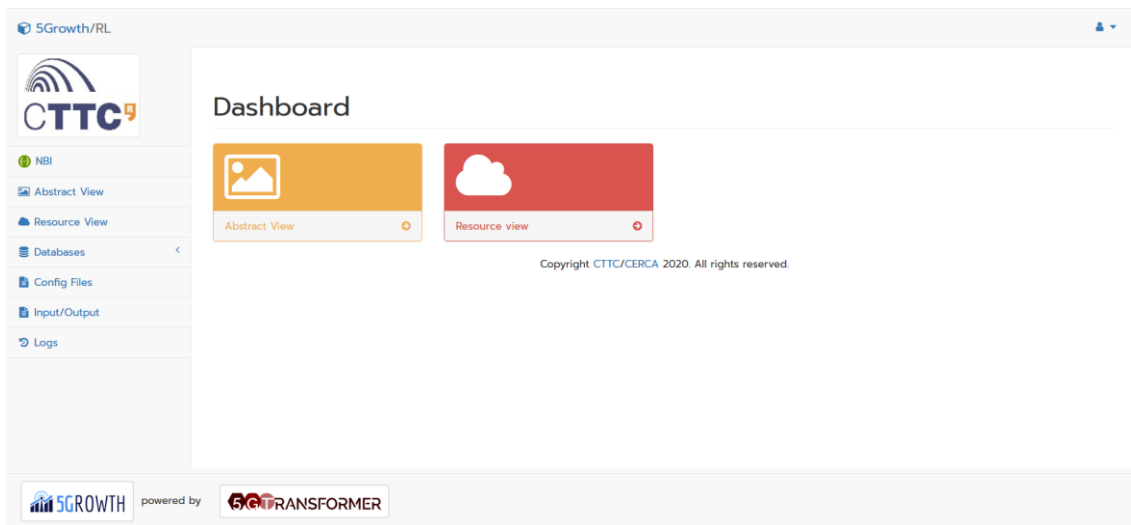 5Growth/RL
CTTC
Dashboard
NBI
Abstract View
Resource View
Databases
Config Files
Input/Output
Logs
Abstract View
Resource view
Copyright CTTC/CERCA 2020. All rights reserved.
5GROWTH powered by 5GTRANSFORMER